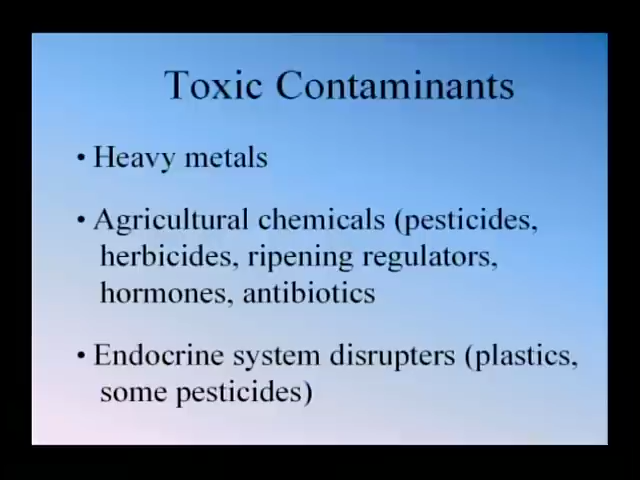 Toxic Contaminants
• Heavy metals
• Agricultural chemicals (pesticides,
herbicides, ripening regulators,
hormones, antibiotics
• Endocrine system disrupters (plastics,
some pesticides)